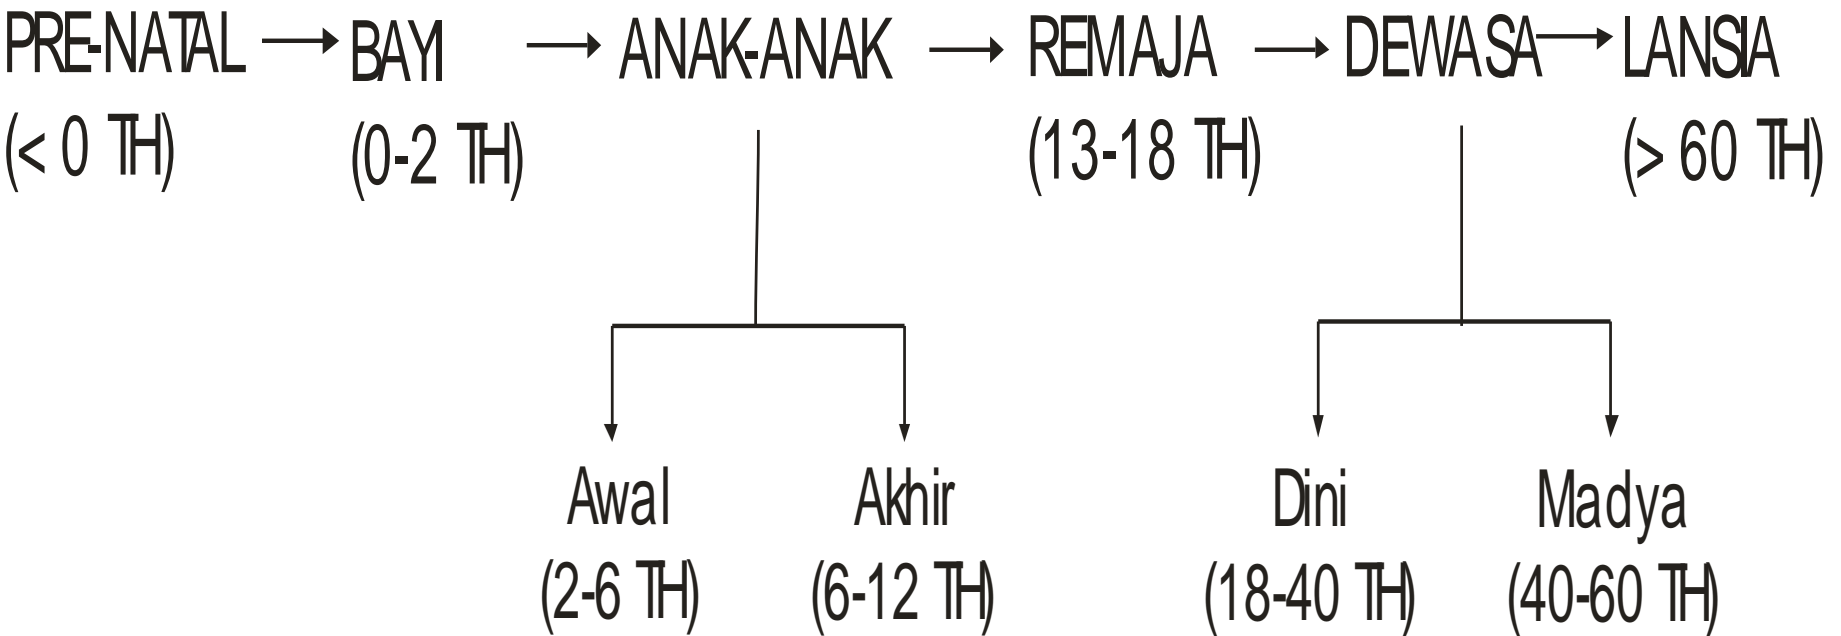 PRE-NATAL BAYI ANAK-ANAK REMAJA DEWASA LANSIA
(< 0 TH) (0-2 TH) (13-18 TH) (> 60 TH)
Awal Akhir Dini Madya
(2-6 TH) (6-12 TH) (18-40 TH) (40-60 TH)